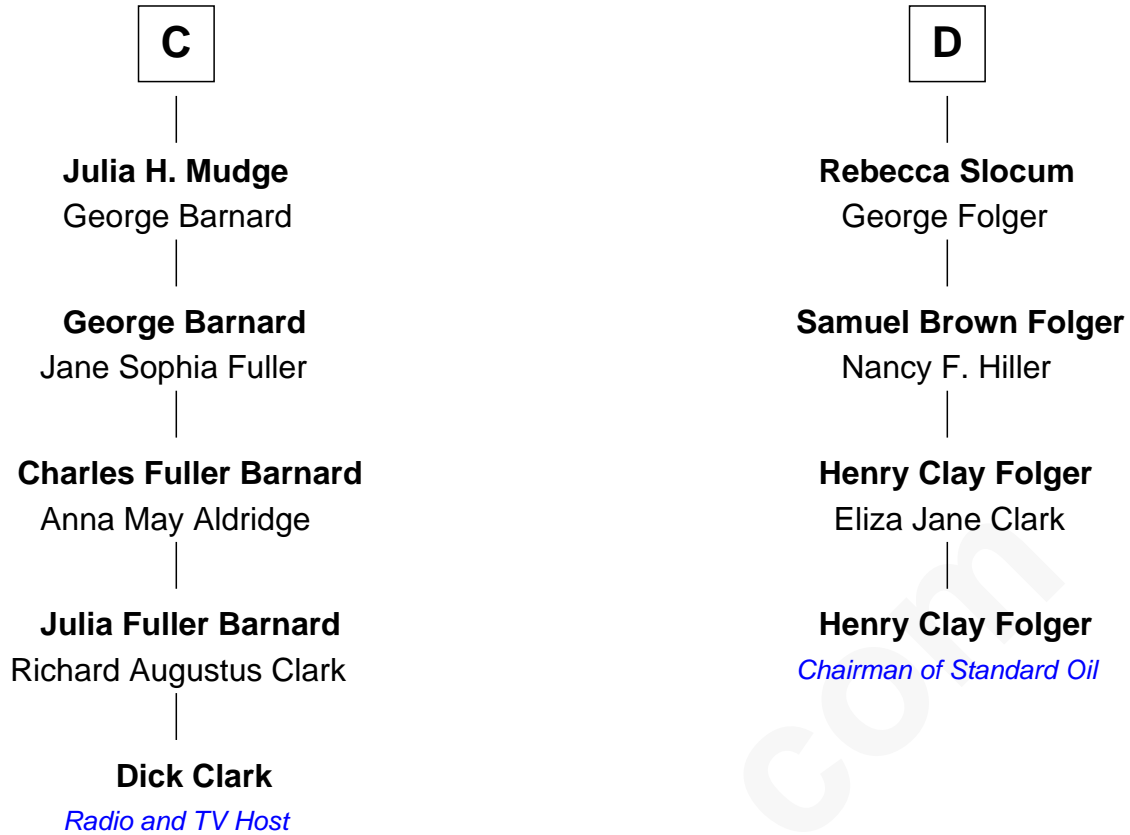 C
Julia H. Mudge
George Barnard
George Barnard
Jane Sophia Fuller
Charles Fuller Barnard
Anna May Aldridge
Julia Fuller Barnard
Richard Augustus Clark
Dick Clark
Radio and TV Host
D
Rebecca Slocum
George Folger
Samuel Brown Folger
Nancy F. Hiller
Henry Clay Folger
Eliza Jane Clark
Henry Clay Folger
Chairman of Standard Oil
com